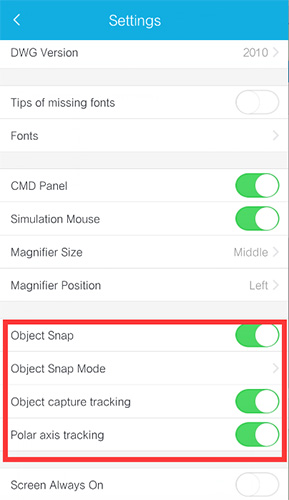 Settings
DWG Version 2010
Tips of missing fonts
Fonts
CMD Panel
Simulation Mouse
Magnifier Size Middle
Magnifier Position Left
Object Snap
Object Snap Mode
Object capture tracking
Polar axis tracking
Screen Always On